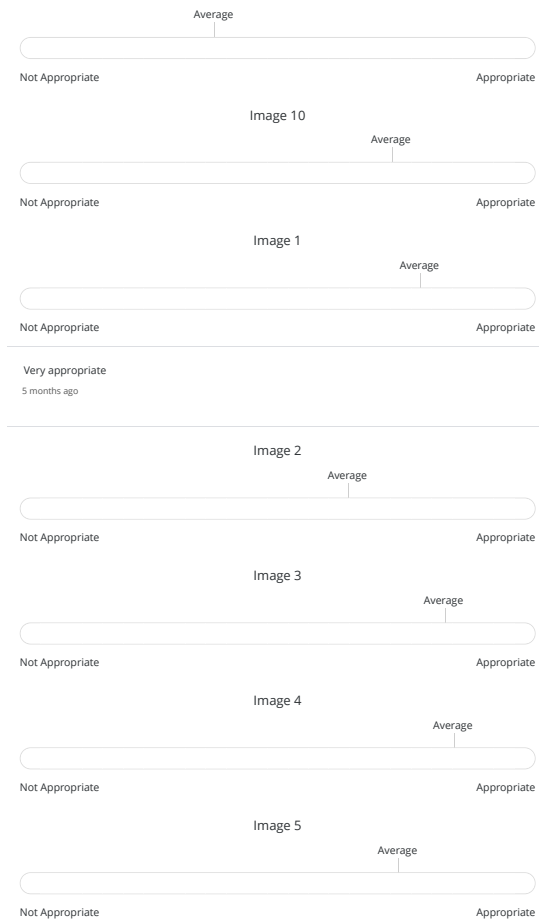 Average
Not Appropriate Appropriate
Image 10
Average
Not Appropriate Appropriate
Image 1
Average
Not Appropriate Appropriate
Very appropriate
5 months ago
Image 2
Average
Not Appropriate Appropriate
Image 3
Average
Not Appropriate Appropriate
Image 4
Average
Not Appropriate Appropriate
Image 5
Average
Not Appropriate Appropriate